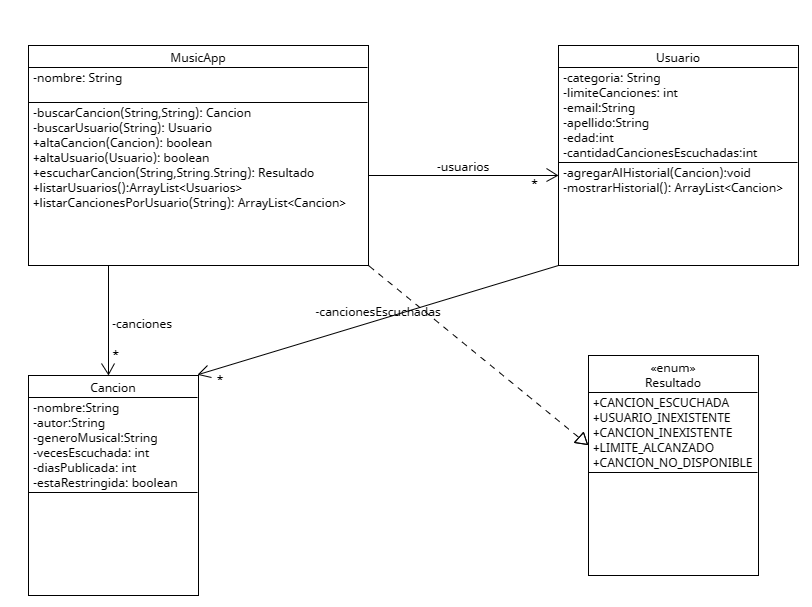 MusicApp
-nombre: String
-buscarCancion(String,String): Cancion
-buscarUsuario(String): Usuario
+altaCancion(Cancion): boolean
+altaUsuario(Usuario): boolean
+escucharCancion(String,String.String): Resultado
+listarUsuarios():ArrayList<Usuarios>
+listarCancionesPorUsuario(String): ArrayList<Cancion>
-usuarios
*
Usuario
-categoria: String
-limiteCanciones: int
-email:String
-apellido:String
-edad:int
-cantidadCancionesEscuchadas:int
-agregarAlHistorial(Cancion):void
-mostrarHistorial(): ArrayList<Cancion>
-cancionesEscuchadas
*
-canciones
*
Cancion
-nombre:String
-autor:String
-generoMusical:String
-vecesEscuchada: int
-diasPublicada: int
-estaRestringida: boolean
«enum»
Resultado
+CANCION_ESCUCHADA
+USUARIO_INEXISTENTE
+CANCION_INEXISTENTE
+LIMITE_ALCANZADO
+CANCION_NO_DISPONIBLE